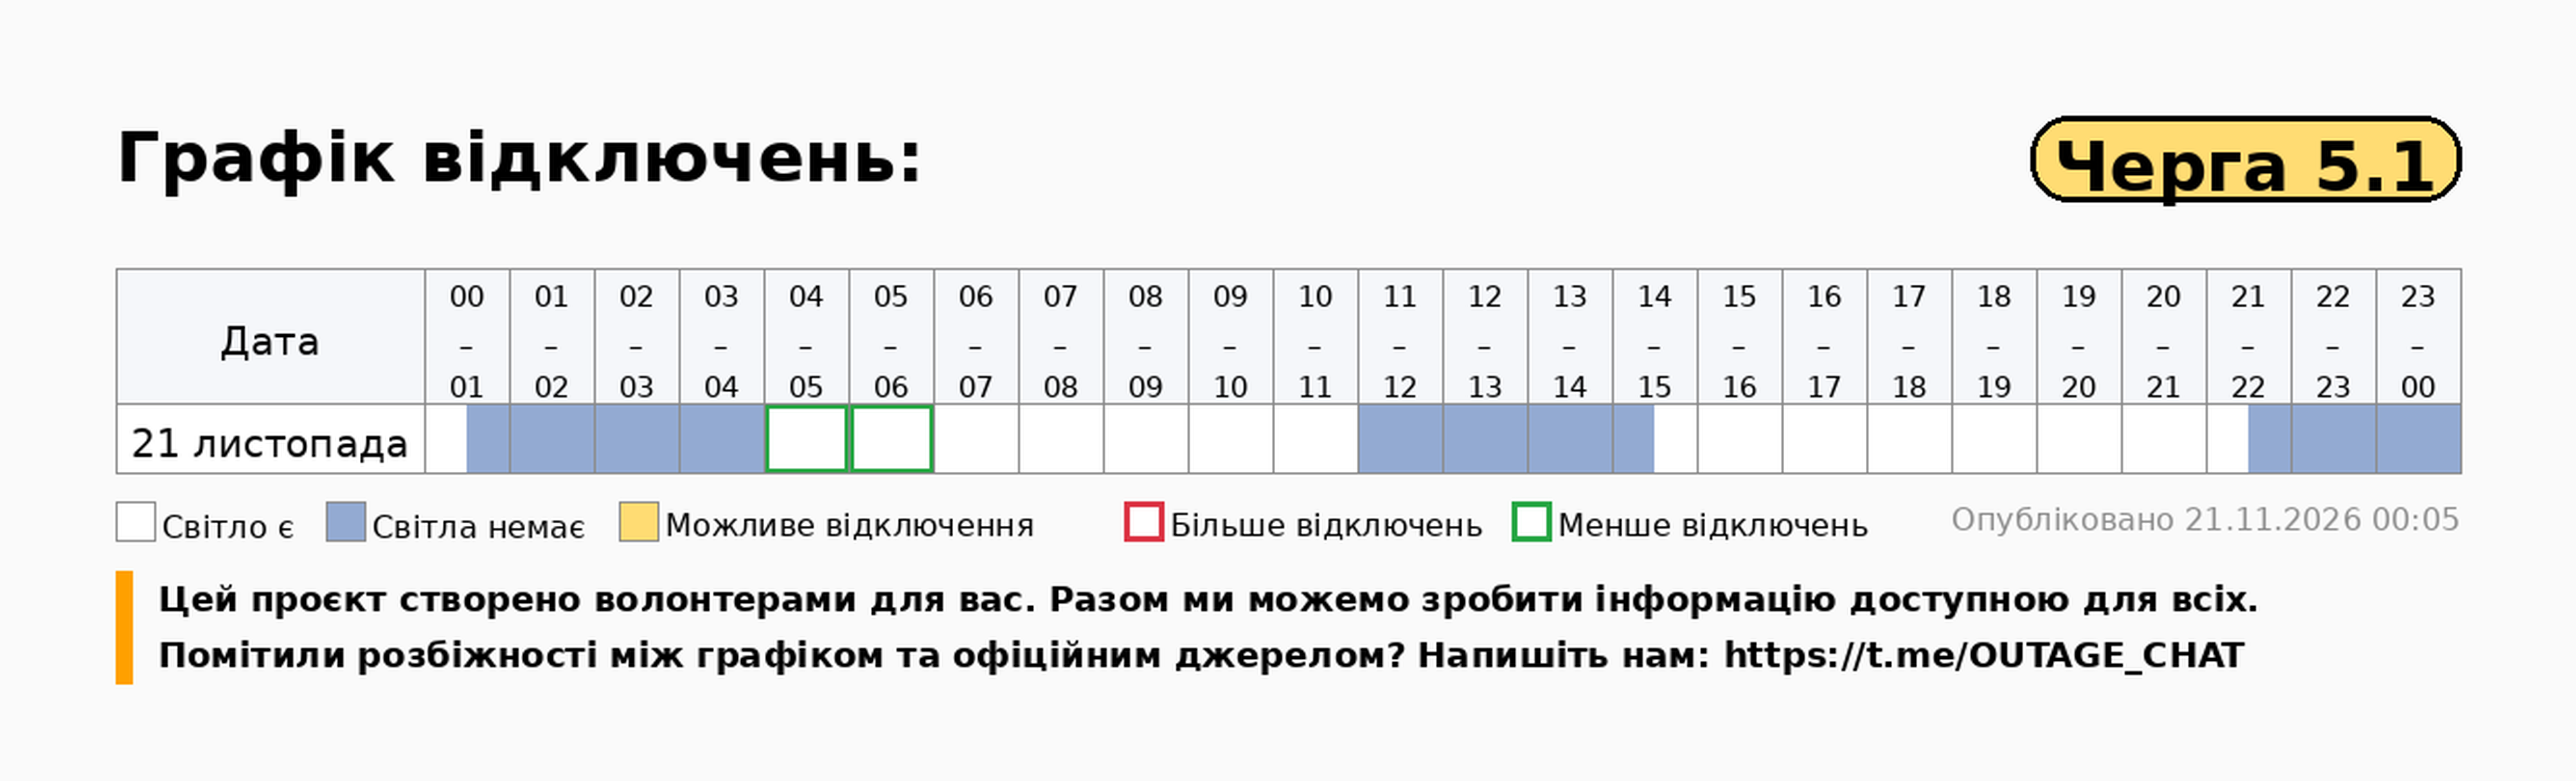 Графік відключень:
Черга 5.1
Дата
00 – 01
01 – 02
02 – 03
03 – 04
04 – 05
05 – 06
06 – 07
07 – 08
08 – 09
09 – 10
10 – 11
11 – 12
12 – 13
13 – 14
14 – 15
15 – 16
16 – 17
17 – 18
18 – 19
19 – 20
20 – 21
21 – 22
22 – 23
23 – 00
21 листопада
Світло є
Світла немає
Можливе відключення
Більше відключень
Менше відключень
Опубліковано 21.11.2026 00:05
Цей проєкт створено волонтерами для вас. Разом ми можемо зробити інформацію доступною для всіх.
Помітили розбіжності між графіком та офіційним джерелом? Напишіть нам: https://t.me/OUTAGE_CHAT